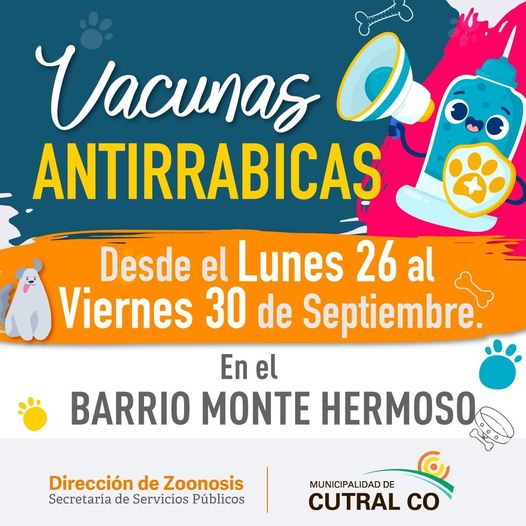 Vacunas
ANTIRRABICAS
Desde el Lunes 26 al
Viernes 30 de Septiembre.
En el
BARRIO MONTE HERMOSO
Dirección de Zoonosis
Secretaría de Servicios Públicos
MUNICIPALIDAD DE
CUTRAL CO